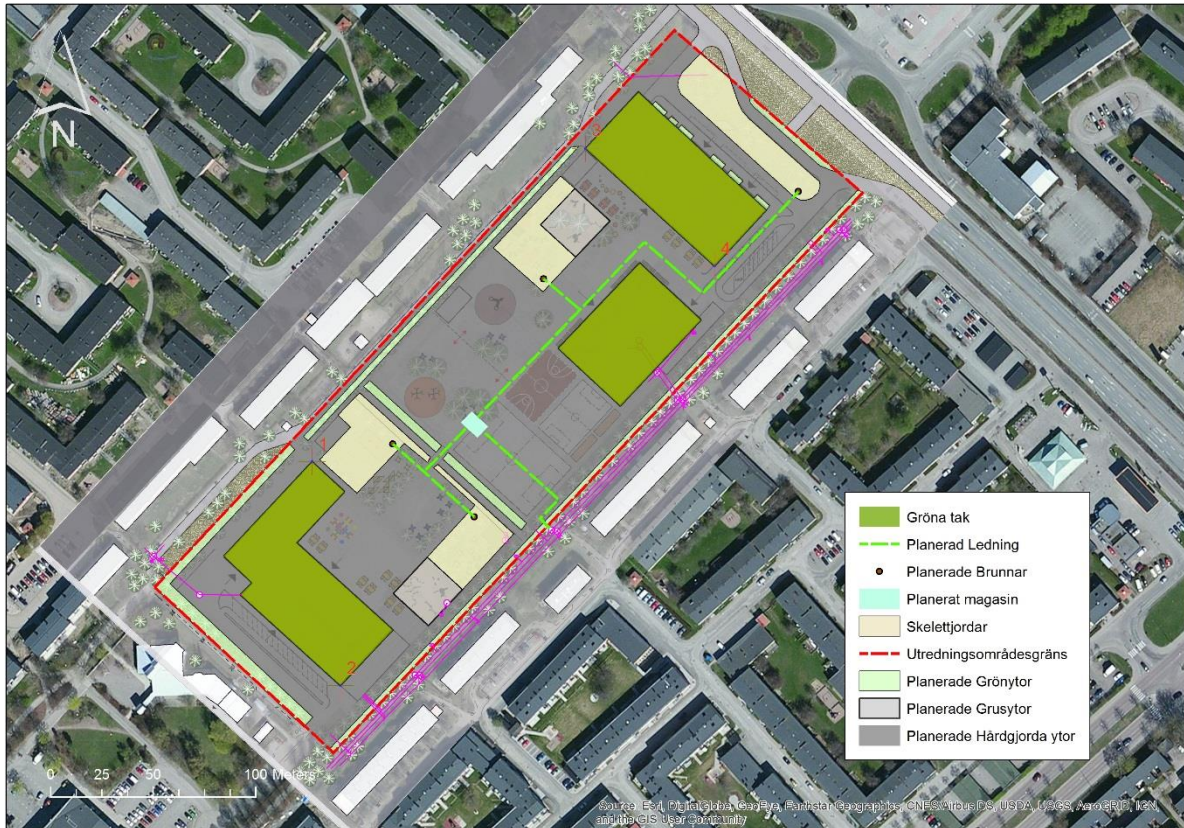 N
3
4
1
2
0 25 50 100 Meters
Gröna tak
Planerad Ledning
Planerade Brunnar
Planerat magasin
Skelettjordar
Utredningsområdesgräns
Planerade Grönytor
Planerade Grusytor
Planerade Hårdgjorda ytor
Source: Esri, DigitalGlobe, GeoEye, Earthstar Geographics, CNES/Airbus DS, USDA, USGS, AeroGRID, IGN,
and the GIS User Community